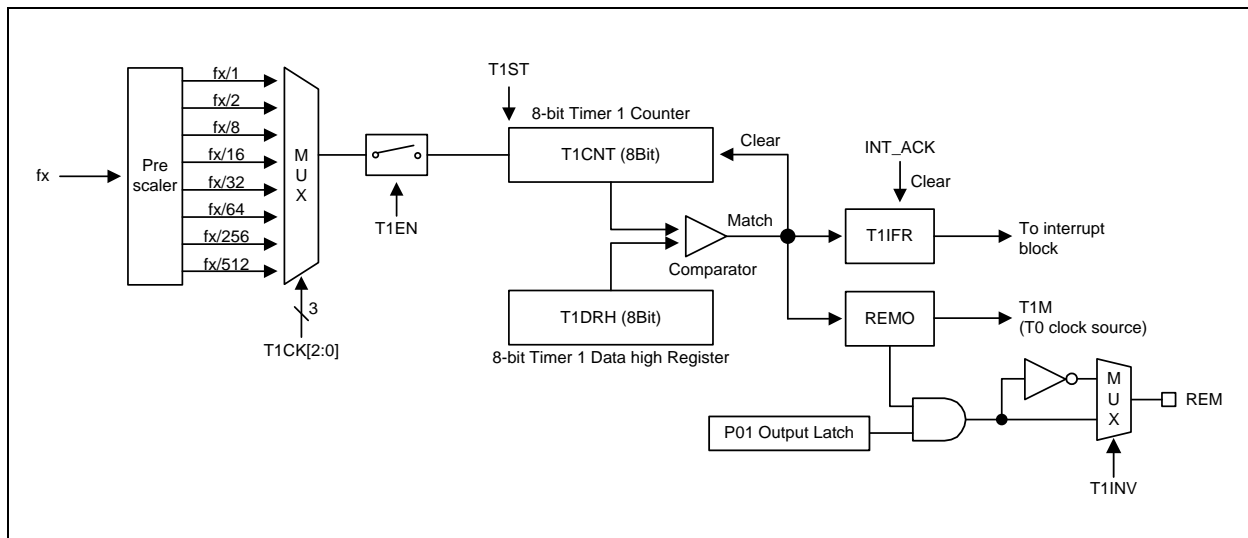 fx
Pre
scaler
fx/1
fx/2
fx/8
fx/16
fx/32
fx/64
fx/256
fx/512
M
U
X
3
T1CK[2:0]
T1EN
T1ST
8-bit Timer 1 Counter
T1CNT (8Bit)
Clear
Match
Comparator
T1DRH (8Bit)
8-bit Timer 1 Data high Register
INT_ACK
Clear
T1IFR
To interrupt
block
REMO
T1M
(T0 clock source)
P01 Output Latch
M
U
X
REM
T1INV